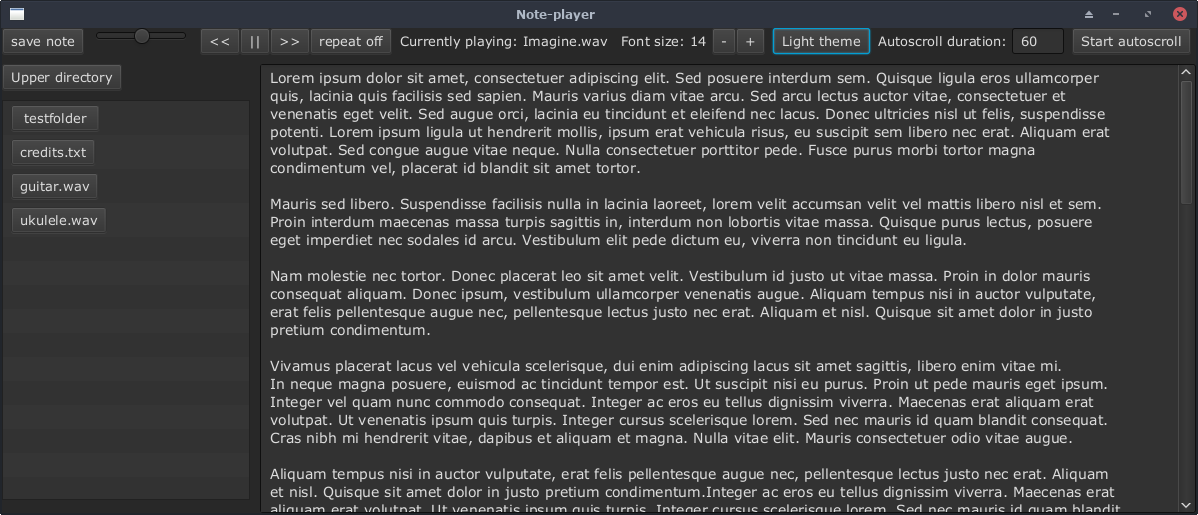 Note-player
save note << || >> repeat off Currently playing: Imagine.wav Font size: 14 - + Light theme Autoscroll duration: 60 Start autoscroll
Upper directory
testfolder
credits.txt
guitar.wav
ukulele.wav
Lorem ipsum dolor sit amet, consectetuer adipiscing elit. Sed posuere interdum sem. Quisque ligula eros ullamcorper
quis, lacinia quis facilisis sed sapien. Mauris varius diam vitae arcu. Sed arcu lectus auctor vitae, consectetuer et
venenatis eget velit. Sed augue orci, lacinia eu tincidunt et eleifend nec lacus. Donec ultricies nisl ut felis, suspendisse
potenti. Lorem ipsum ligula ut hendrerit mollis, ipsum erat vehicula risus, eu suscipit sem libero nec erat. Aliquam erat
volutpat. Sed congue augue vitae neque. Nulla consectetuer porttitor pede. Fusce purus morbi tortor magna
condimentum vel, placerat id blandit sit amet tortor.
Mauris sed libero. Suspendisse facilisis nulla in lacinia laoreet, lorem velit accumsan velit vel mattis libero nisl et sem.
Proin interdum maecenas massa turpis sagittis in, interdum non lobortis vitae massa. Quisque purus lectus, posuere
eget imperdiet nec sodales id arcu. Vestibulum elit pede dictum eu, viverra non tincidunt eu ligula.
Nam molestie nec tortor. Donec placerat leo sit amet velit. Vestibulum id justo ut vitae massa. Proin in dolor mauris
consequat aliquam. Donec ipsum, vestibulum ullamcorper venenatis augue. Aliquam tempus nisi in auctor vulputate,
erat felis pellentesque augue nec, pellentesque lectus justo nec erat. Aliquam et nisl. Quisque sit amet dolor in justo
pretium condimentum.
Vivamus placerat lacus vel vehicula scelerisque, dui enim adipiscing lacus sit amet sagittis, libero enim vitae mi.
In neque magna posuere, euismod ac tincidunt tempor est. Ut suscipit nisi eu purus. Proin ut pede mauris eget ipsum.
Integer vel quam nunc commodo consequat. Integer ac eros eu tellus dignissim viverra. Maecenas erat aliquam erat
volutpat. Ut venenatis ipsum quis turpis. Integer cursus scelerisque lorem. Sed nec mauris id quam blandit consequat.
Cras nibh mi hendrerit vitae, dapibus et aliquam et magna. Nulla vitae elit. Mauris consectetuer odio vitae augue.
Aliquam tempus nisi in auctor vulputate, erat felis pellentesque augue nec, pellentesque lectus justo nec erat. Aliquam
et nisl. Quisque sit amet dolor in justo pretium condimentum.Integer ac eros eu tellus dignissim viverra. Maecenas erat
aliquam erat volutpat. Ut venenatis ipsum quis turpis. Integer cursus scelerisque lorem. Sed nec mauris id quam blandit